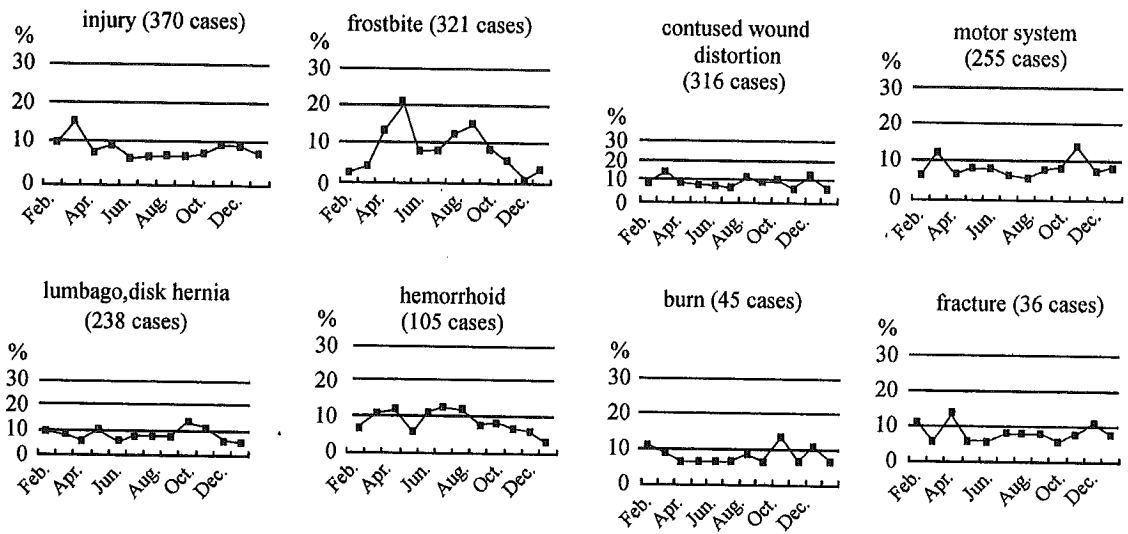 injury (370 cases)
%
30
20
10
0
Feb.
Apr.
Jun.
Aug.
Oct.
Dec.
frostbite (321 cases)
%
30
20
10
0
Feb.
Apr.
Jun.
Aug.
Oct.
Dec.
contused wound
distortion
(316 cases)
%
30
20
10
0
Feb.
Apr.
Jun.
Aug.
Oct.
Dec.
motor system
(255 cases)
%
30
20
10
0
Feb.
Apr.
Jun.
Aug.
Oct.
Dec.
lumbago,disk hernia
(238 cases)
%
30
20
10
0
Feb.
Apr.
Jun.
Aug.
Oct.
Dec.
hemorrhoid
(105 cases)
%
30
20
10
0
Feb.
Apr.
Jun.
Aug.
Oct.
Dec.
burn (45 cases)
%
30
20
10
0
Feb.
Apr.
Jun.
Aug.
Oct.
Dec.
fracture (36 cases)
%
30
20
10
0
Feb.
Apr.
Jun.
Aug.
Oct.
Dec.